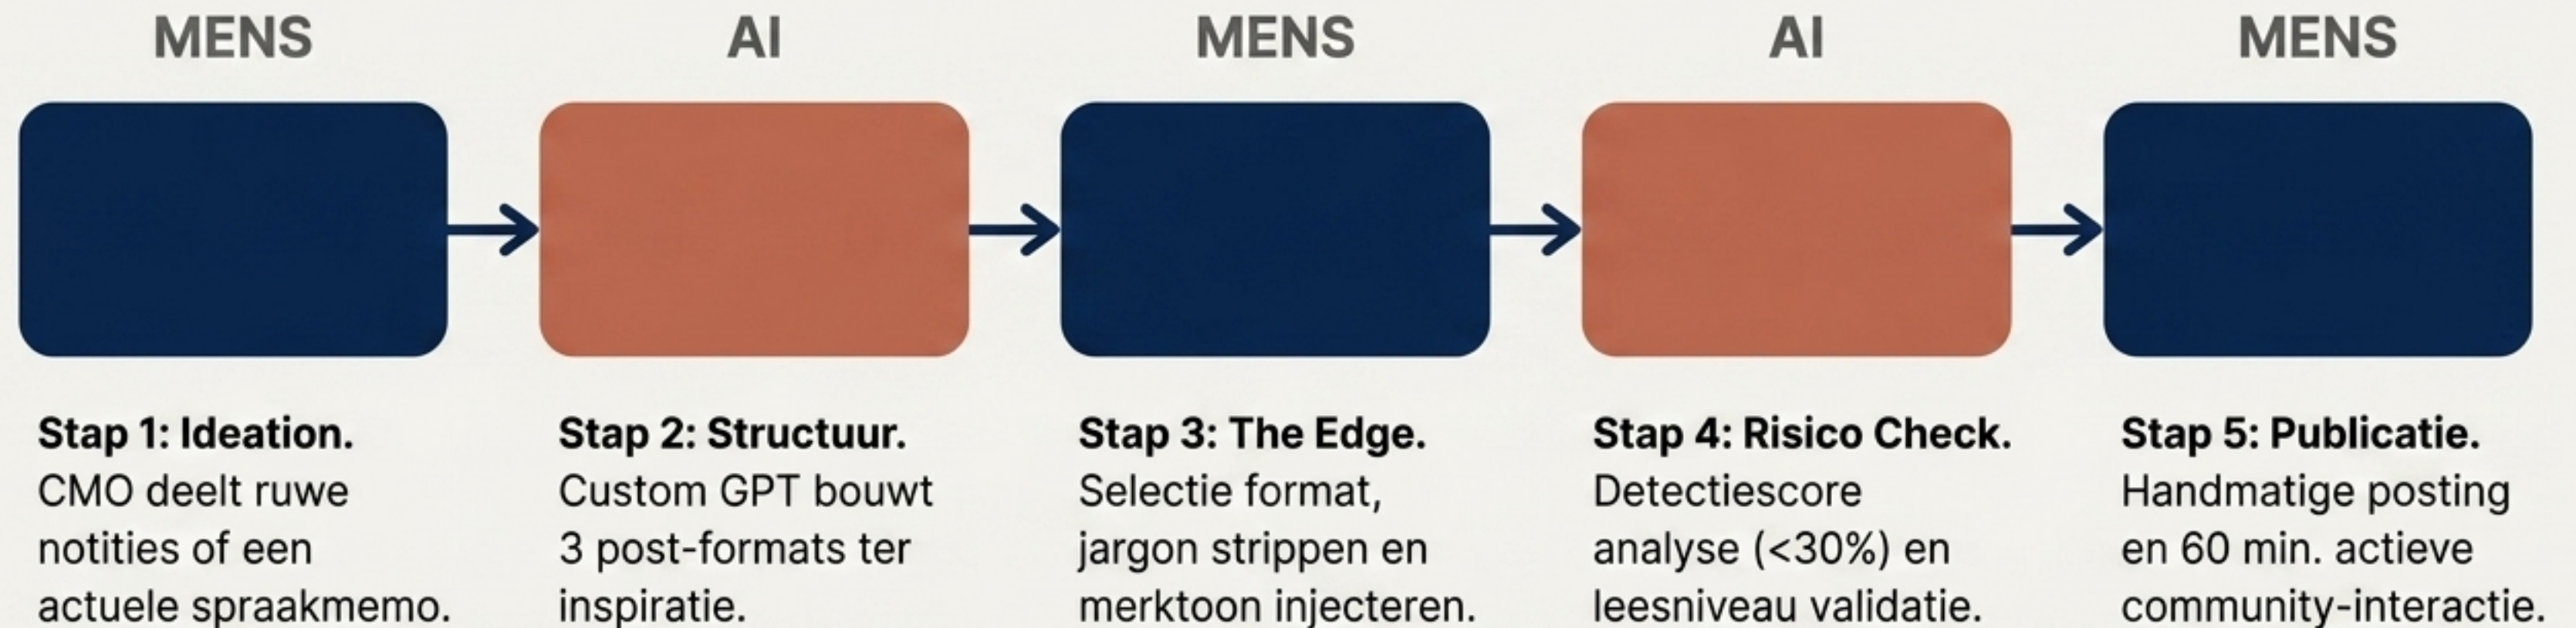 MENS
AI
MENS
AI
MENS
Stap 1: Ideation.
CMO deelt ruwe
notities of een
actuele spraakmemo.
Stap 2: Structuur.
Custom GPT bouwt
3 post-formats ter
inspiratie.
Stap 3: The Edge.
Selectie format,
jargon strippen en
merktoon injecteren.
Stap 4: Risico Check.
Detectiescore
analyse (<30%) en
leesniveau validatie.
Stap 5: Publicatie.
Handmatige posting
en 60 min. actieve
community-interactie.